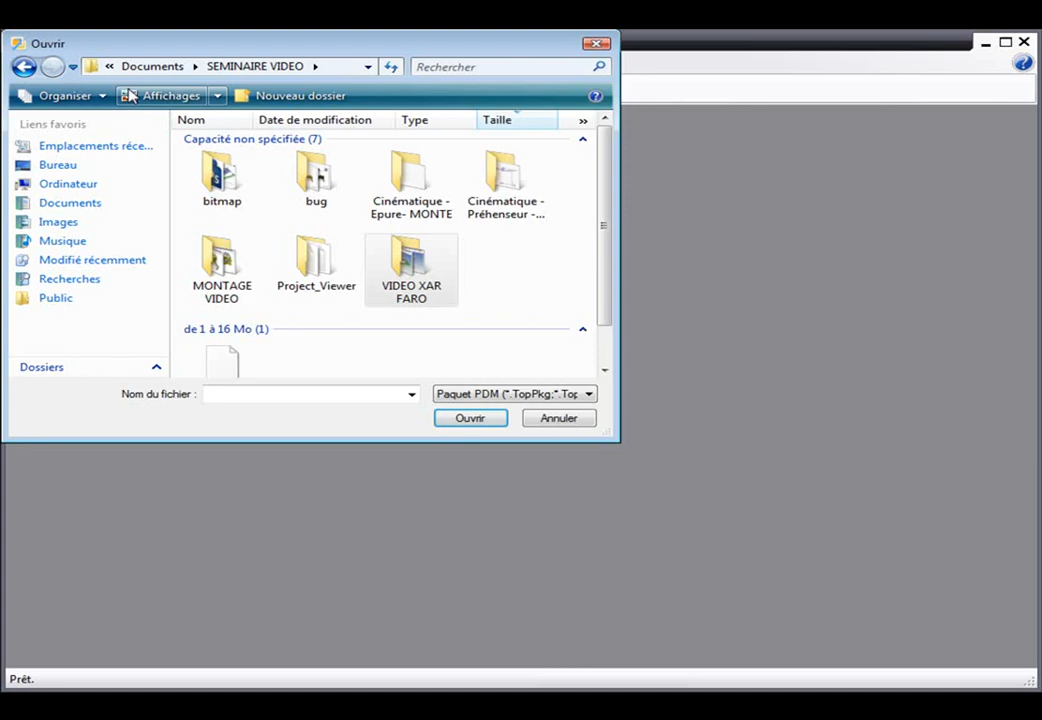 Ouvrir
« Documents ▸ SEMINAIRE VIDEO ▸
Rechercher
Organiser
Affichages
Nouveau dossier
Liens favoris
Emplacements réce...
Bureau
Ordinateur
Documents
Images
Musique
Modifié récemment
Recherches
Public
Dossiers
Nom Date de modification Type Taille »
Capacité non spécifiée (7)
bitmap
bug
Cinématique -
Epure- MONTE
Cinématique -
Préhenseur -...
MONTAGE
VIDEO
Project_Viewer
VIDEO XAR
FARO
de 1 à 16 Mo (1)
Nom du fichier :
Paquet PDM (*.TopPkg;*.Top
Ouvrir
Annuler
Prêt.